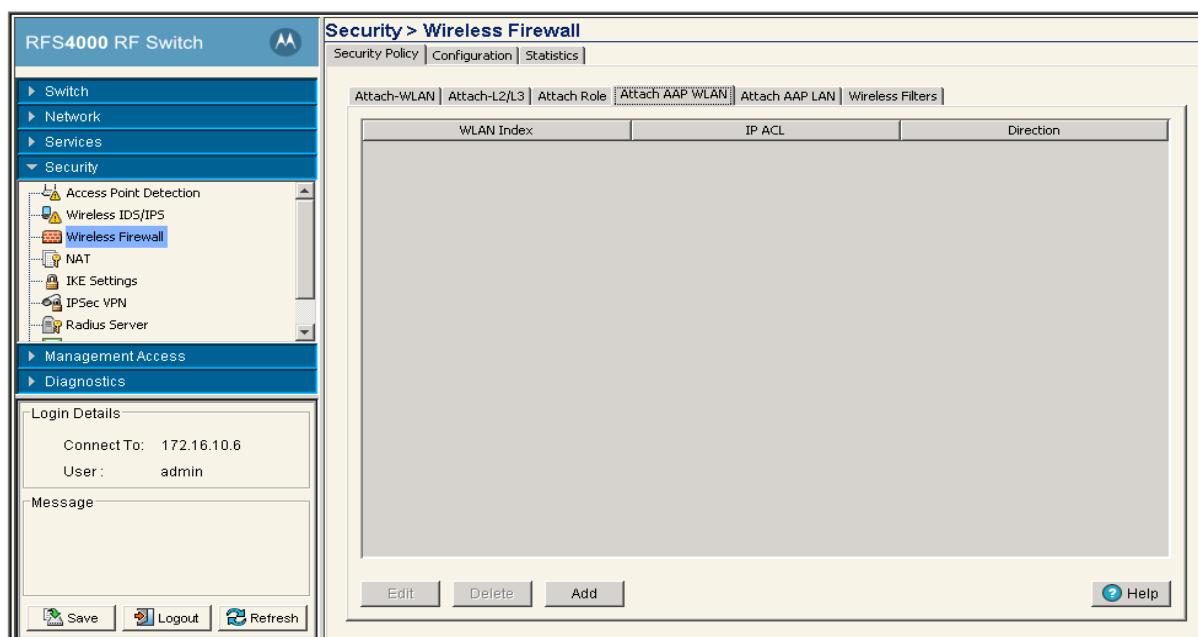 RFS4000 RF Switch
Switch
Network
Services
Security
Access Point Detection
Wireless IDS/IPS
Wireless Firewall
NAT
IKE Settings
IPSec VPN
Radius Server
Management Access
Diagnostics
Login Details
Connect To: 172.16.10.6
User : admin
Message
Save Logout Refresh
Security > Wireless Firewall
Security Policy Configuration Statistics
Attach-WLAN Attach-L2/L3 Attach Role Attach AAP WLAN Attach AAP LAN Wireless Filters
WLAN Index IP ACL Direction
Edit Delete Add Help